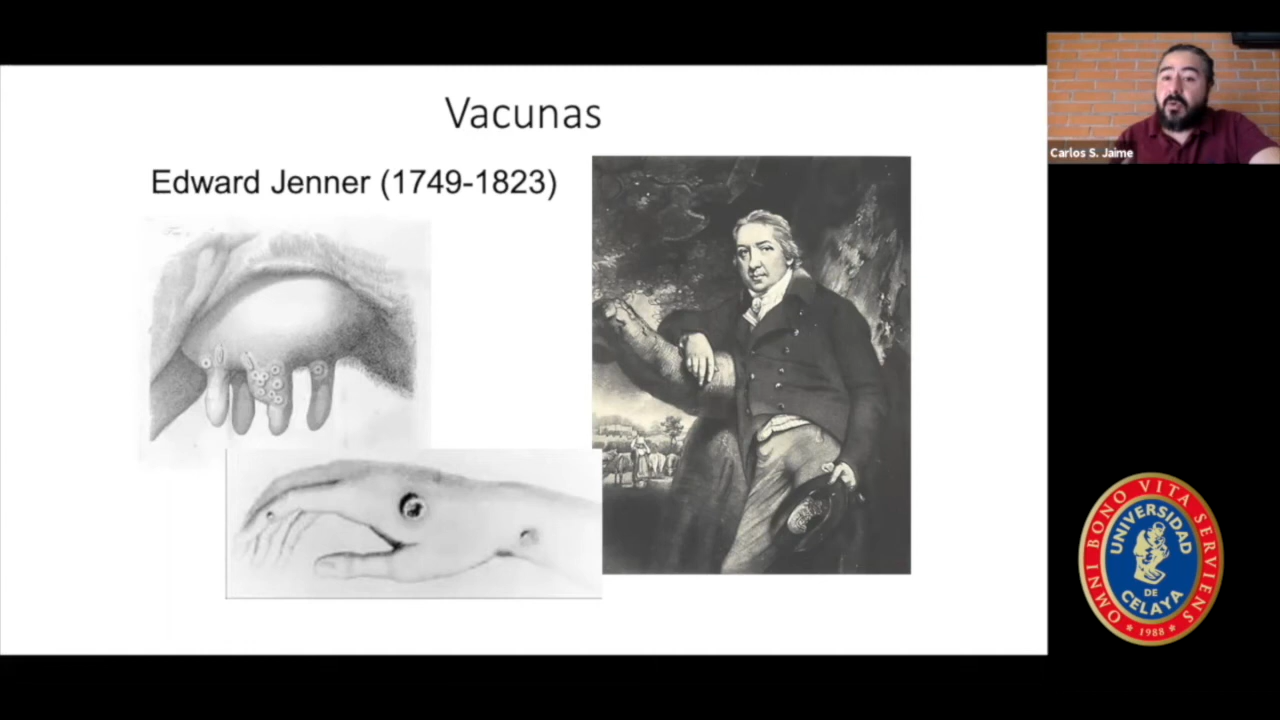 Vacunas
Edward Jenner (1749-1823)
Carlos S. Jaime
OMNI BONO VITA SERVIENS
UNIVERSIDAD
DE
CELAYA
* 1988 *